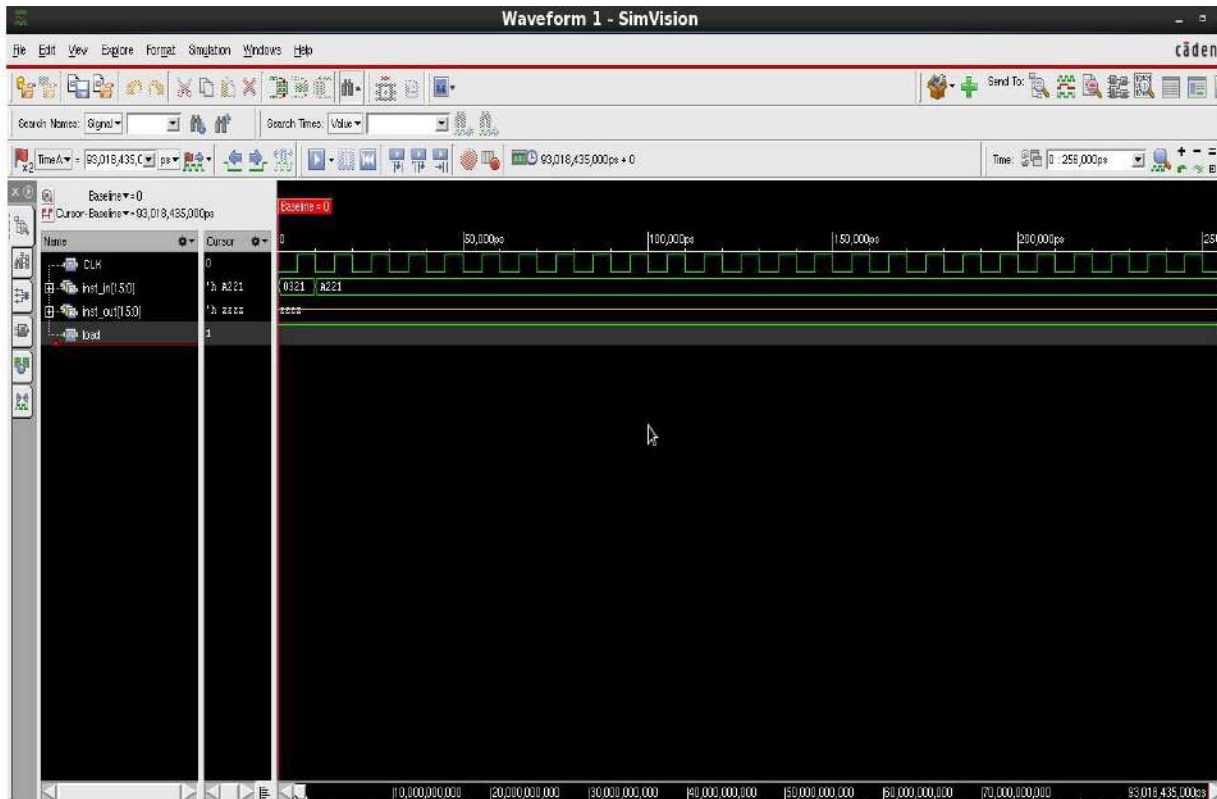 Waveform 1 - SimVision
File Edit View Explore Format Simulation Windows Help
cāden
Search Names: Signal
Search Times: Value
Send To:
x2 TimeA = 93,018,435,0 ps
93,018,435,000ps + 0
Time: 0 : 256,000ps
Baseline = 0
Cursor-Baseline = 93,018,435,000ps
Baseline = 0
Name Cursor
0 50,000ps 100,000ps 150,000ps 200,000ps 250
CLK 0
inst_in[15:0] 'h A221 0321 A221
inst_out[15:0] 'h zzzz zzzz
load 1
10,000,000,000 20,000,000,000 30,000,000,000 40,000,000,000 50,000,000,000 60,000,000,000 70,000,000,000 93,018,435,000ps